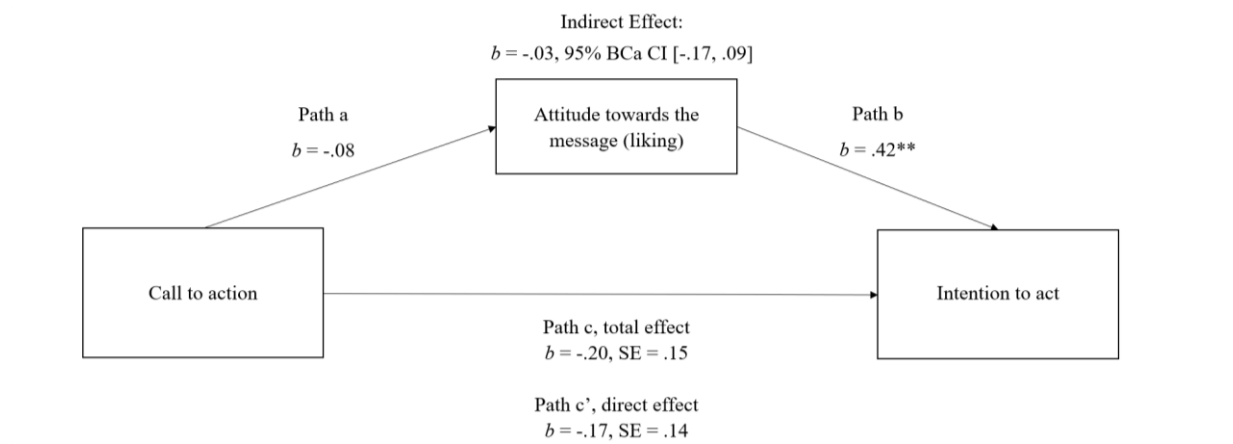 Indirect Effect:
b = -.03, 95% BCa CI [-.17, .09]
Path a
b = -.08
Attitude towards the
message (liking)
Path b
b = .42**
Call to action
Intention to act
Path c, total effect
b = -.20, SE = .15
Path c’, direct effect
b = -.17, SE = .14